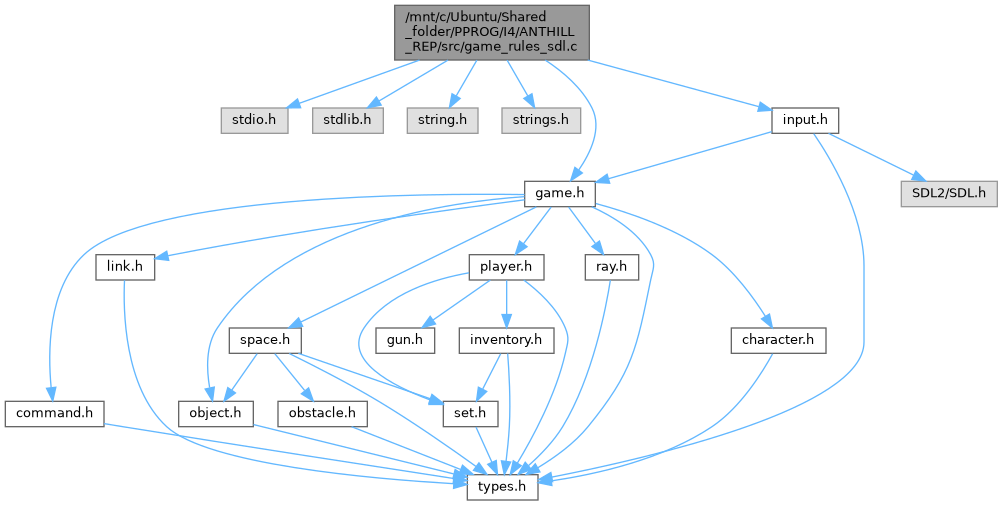 /mnt/c/Ubuntu/Shared
_folder/PPROG/I4/ANTHILL
_REP/src/game_rules_sdl.c
stdio.h
stdlib.h
string.h
strings.h
input.h
game.h
SDL2/SDL.h
link.h
player.h
ray.h
space.h
gun.h
inventory.h
character.h
command.h
object.h
obstacle.h
set.h
types.h